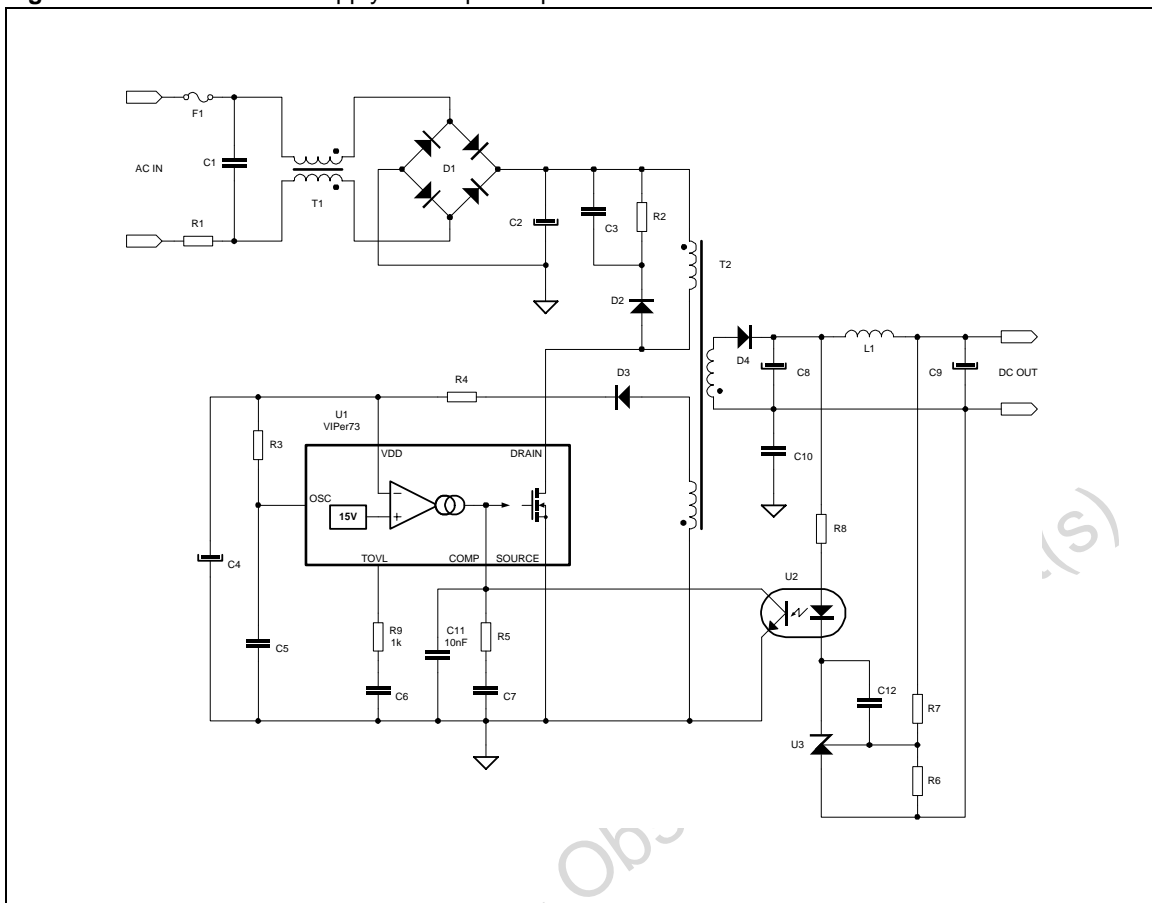 F1
C1
AC IN
D1
R1
T1
C2
C3
R2
T2
D2
D4
L1
C8
C9
DC OUT
D3
R4
U1
VIPer73
R3
VDD
DRAIN
C10
OSC
15V
−
+
R8
TOVL
COMP
SOURCE
C4
U2
R9
1k
C11
10nF
R5
C5
C6
C7
C12
R7
U3
R6
(s)